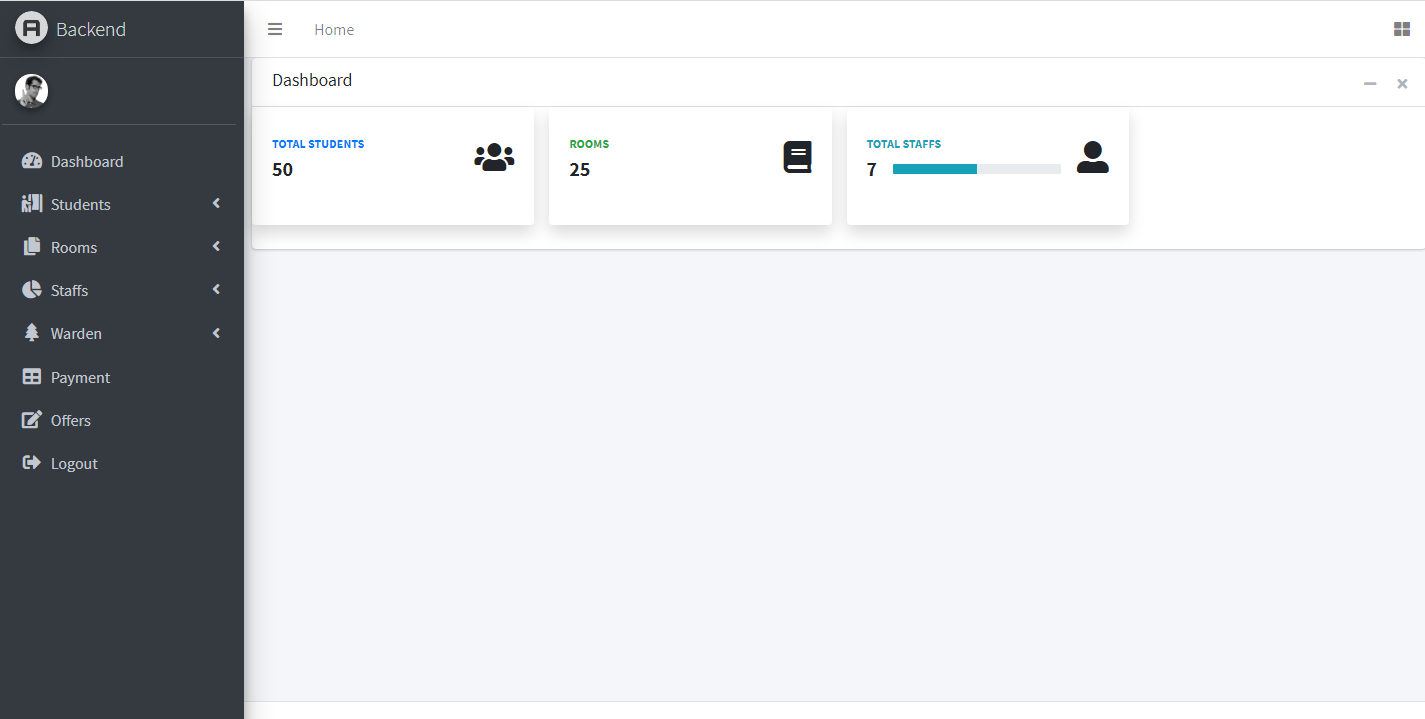 Backend
Home
Dashboard
TOTAL STUDENTS
50
ROOMS
25
TOTAL STAFFS
7
Dashboard
Students
Rooms
Staffs
Warden
Payment
Offers
Logout